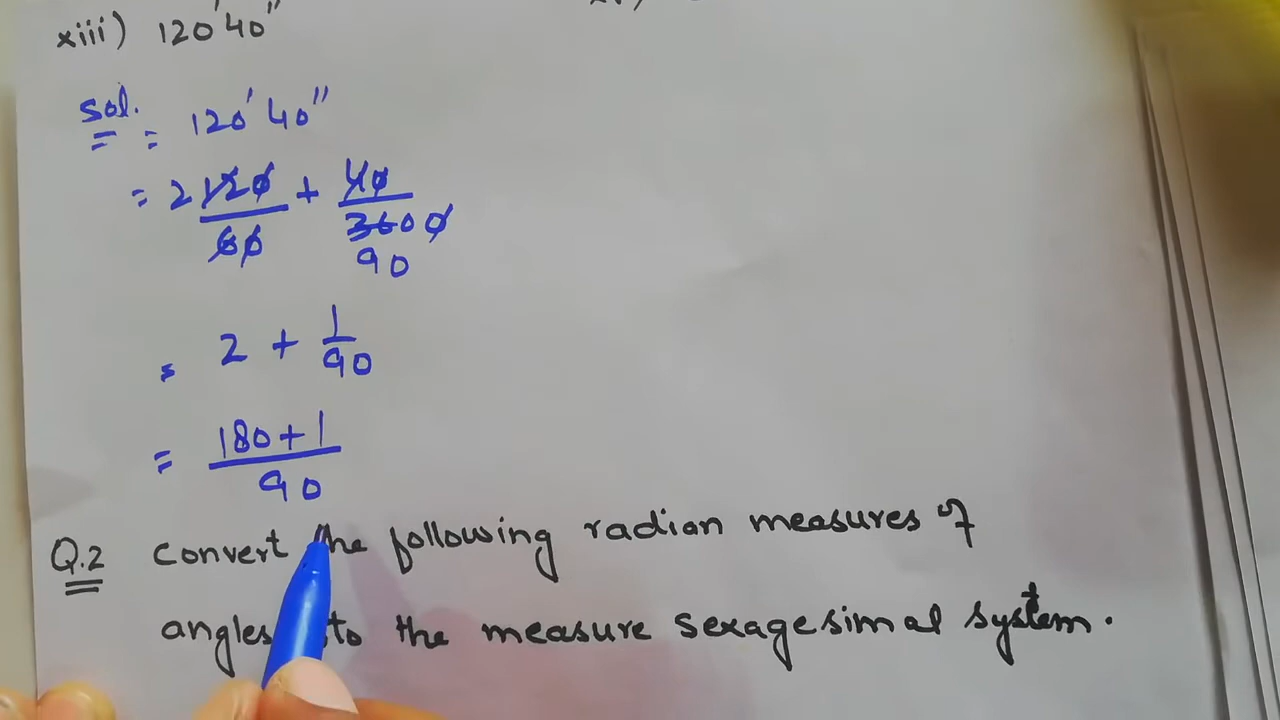 xiii) 120'40"
Sol. = 120' 40"
= 2 120/60 + 40/3600
90
= 2 + 1/90
= 180+1/90
Q.2 Convert the following radian measures of
angles to the measure sexagesimal system.